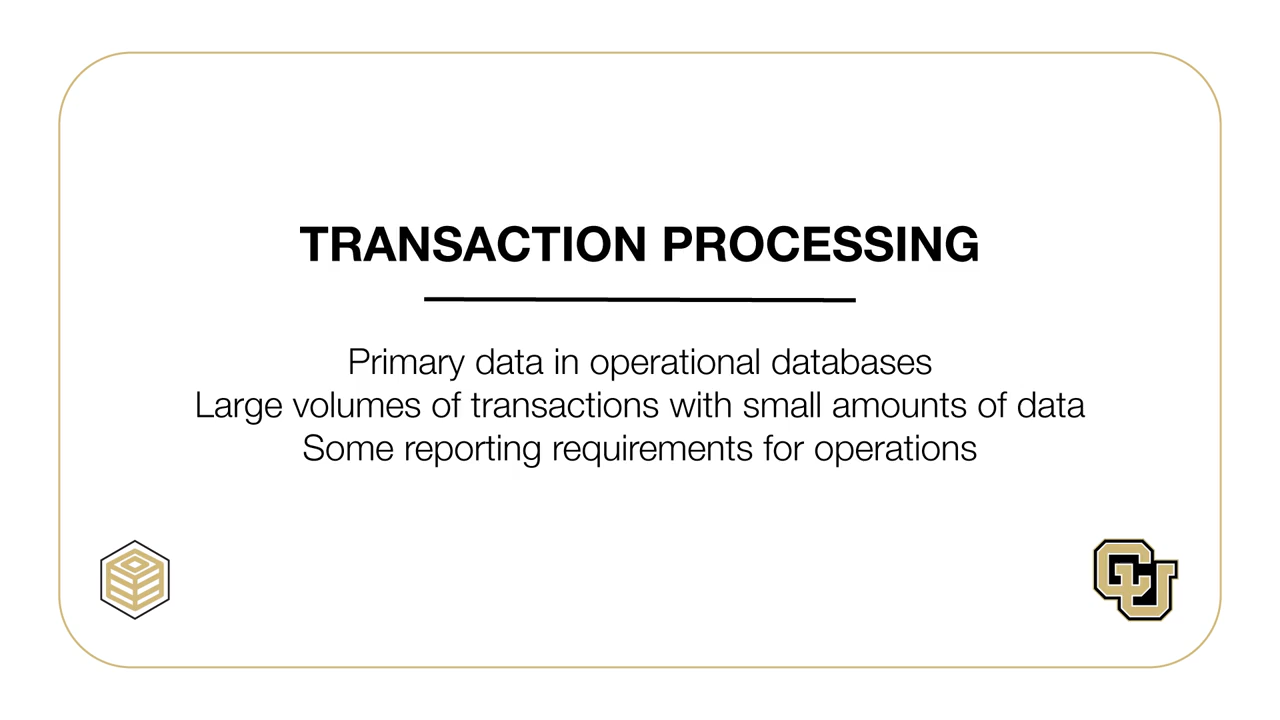 TRANSACTION PROCESSING
Primary data in operational databases
Large volumes of transactions with small amounts of data
Some reporting requirements for operations
CU